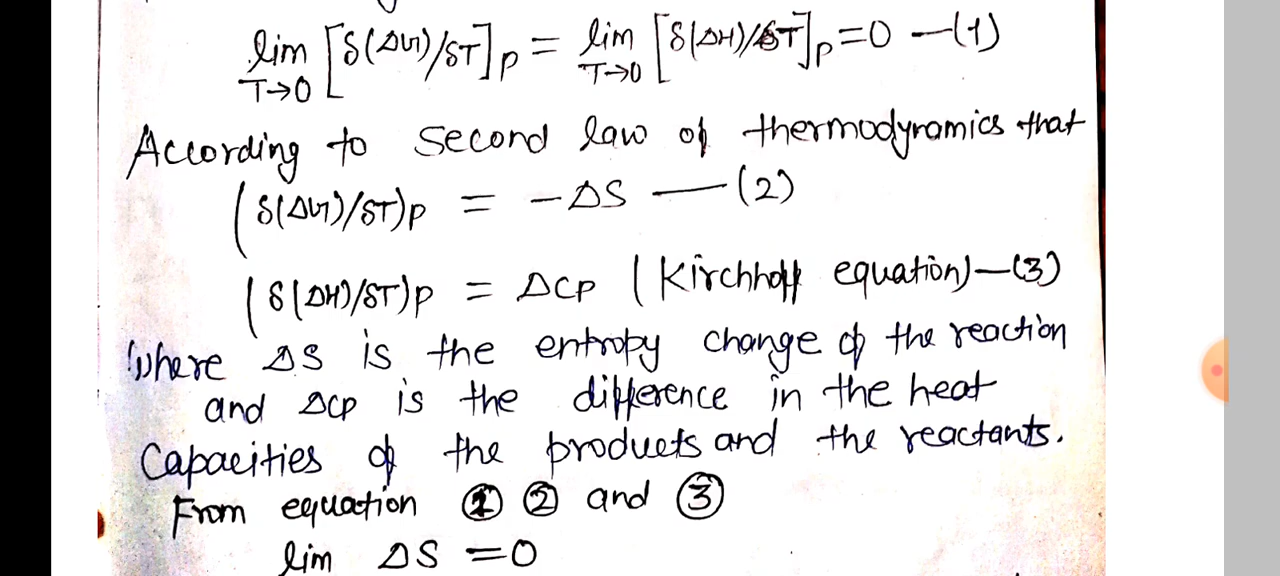 lim [δ(ΔG)/δT]p = lim [δ(ΔH)/δT]p = 0 —(1)
T→0 T→0
According to second law of thermodynamics that
(δ(ΔG)/δT)p = -ΔS —(2)
(δ(ΔH)/δT)p = ΔCP (Kirchhoff equation)—(3)
Where ΔS is the entropy change of the reaction
and ΔCP is the difference in the heat
Capacities of the products and the reactants.
From equation ① ② and ③
lim ΔS = 0